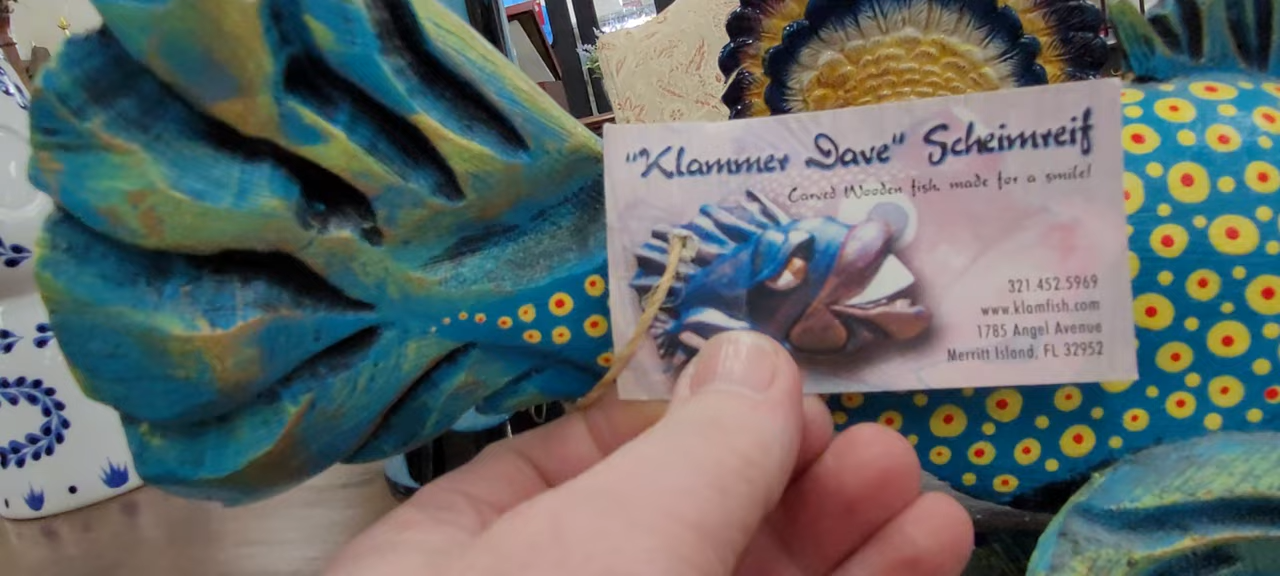 "Klammer Dave" Scheimreif
Carved Wooden fish made for a smile!
321.452.5969
www.klamfish.com
1785 Angel Avenue
Merritt Island, FL 32952